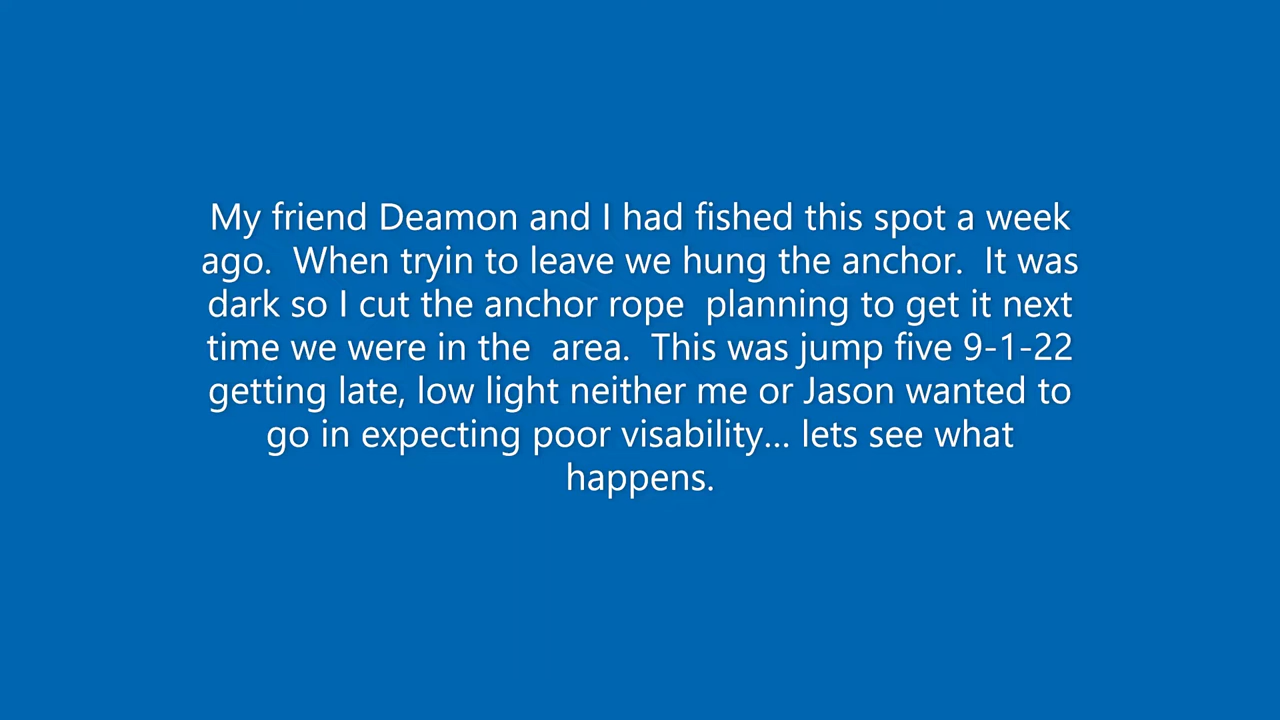 My friend Deamon and I had fished this spot a week
ago.  When tryin to leave we hung the anchor.  It was
dark so I cut the anchor rope  planning to get it next
time we were in the  area.  This was jump five 9-1-22
getting late, low light neither me or Jason wanted to
go in expecting poor visability... lets see what
happens.